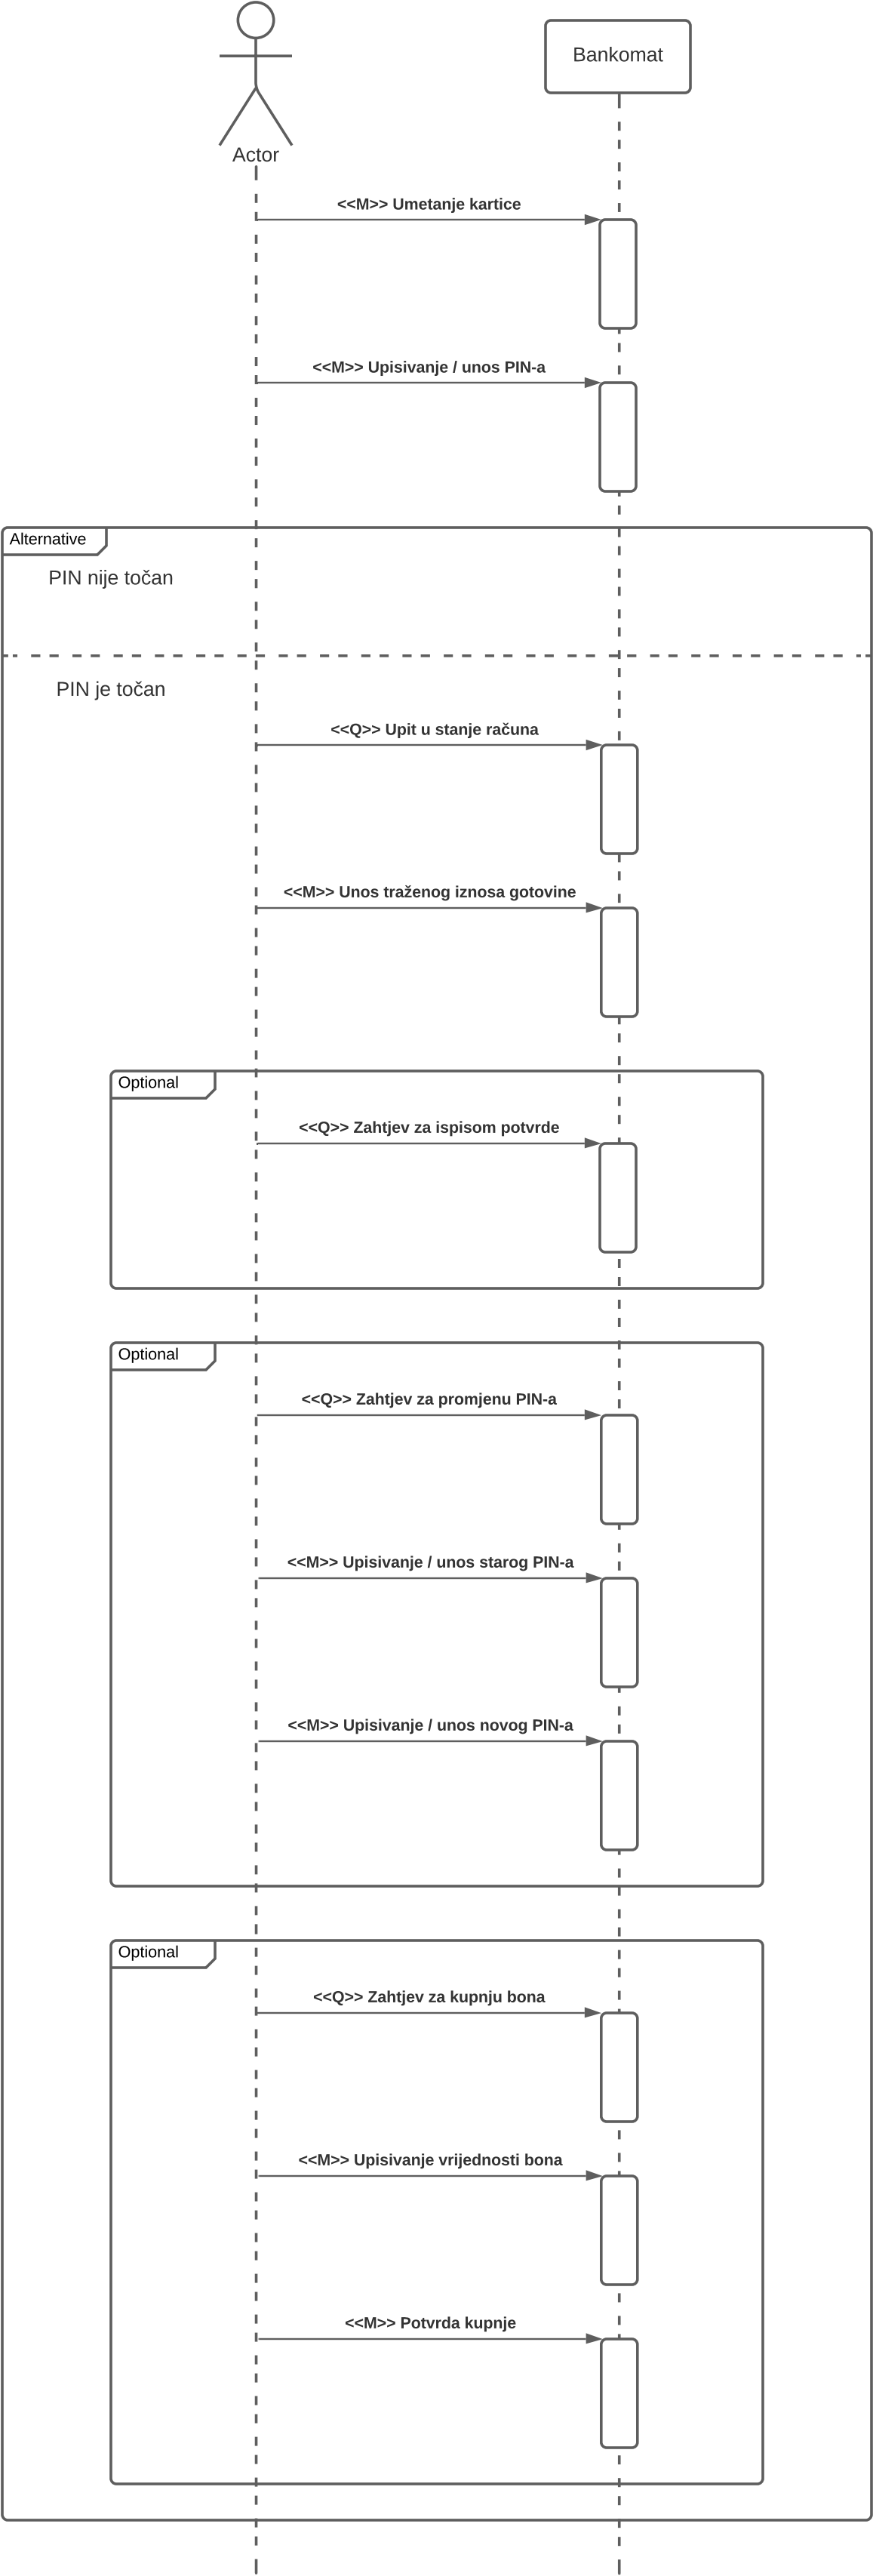 Actor
Bankomat
<<M>> Umetanje kartice
<<M>> Upisivanje / unos PIN-a
Alternative
PIN nije točan
PIN je točan
<<Q>> Upit u stanje računa
<<M>> Unos traženog iznosa gotovine
Optional
<<Q>> Zahtjev za ispisom potvrde
Optional
<<Q>> Zahtjev za promjenu PIN-a
<<M>> Upisivanje / unos starog PIN-a
<<M>> Upisivanje / unos novog PIN-a
Optional
<<Q>> Zahtjev za kupnju bona
<<M>> Upisivanje vrijednosti bona
<<M>> Potvrda kupnje